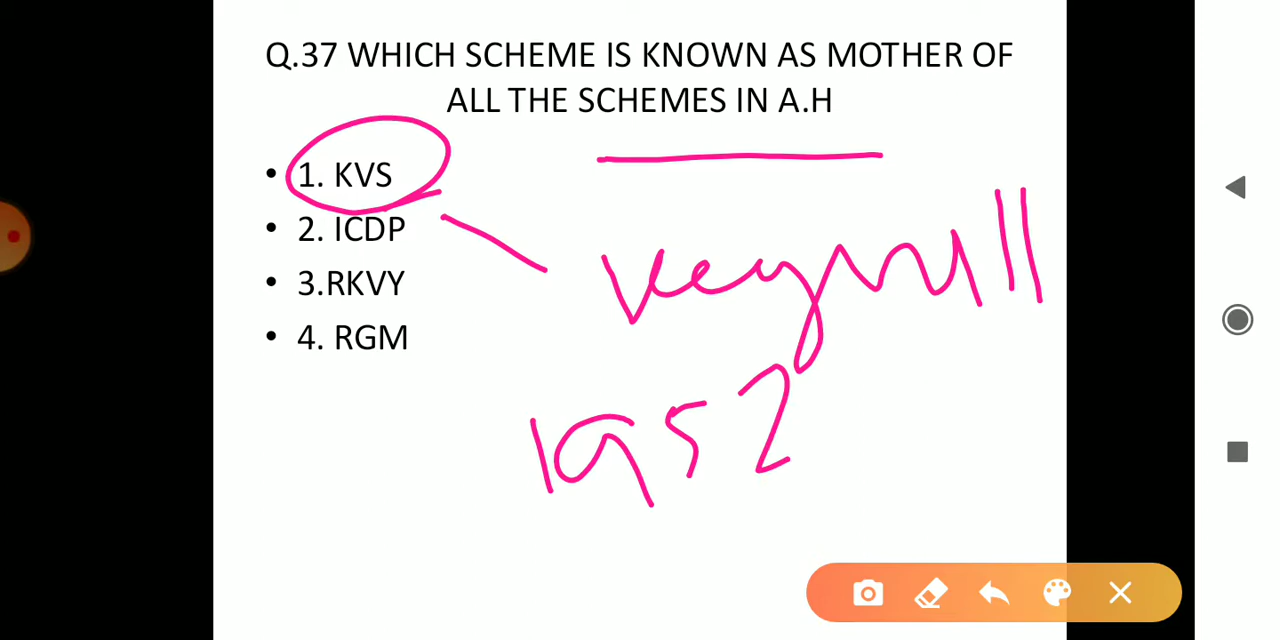 Q.37 WHICH SCHEME IS KNOWN AS MOTHER OF
ALL THE SCHEMES IN A.H
• 1. KVS
• 2. ICDP
• 3.RKVY
• 4. RGM
1952